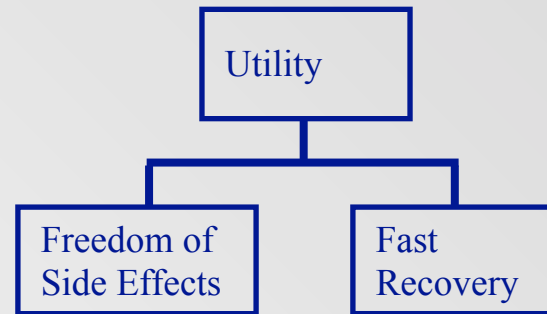 Utility
Freedom of
Side Effects
Fast
Recovery